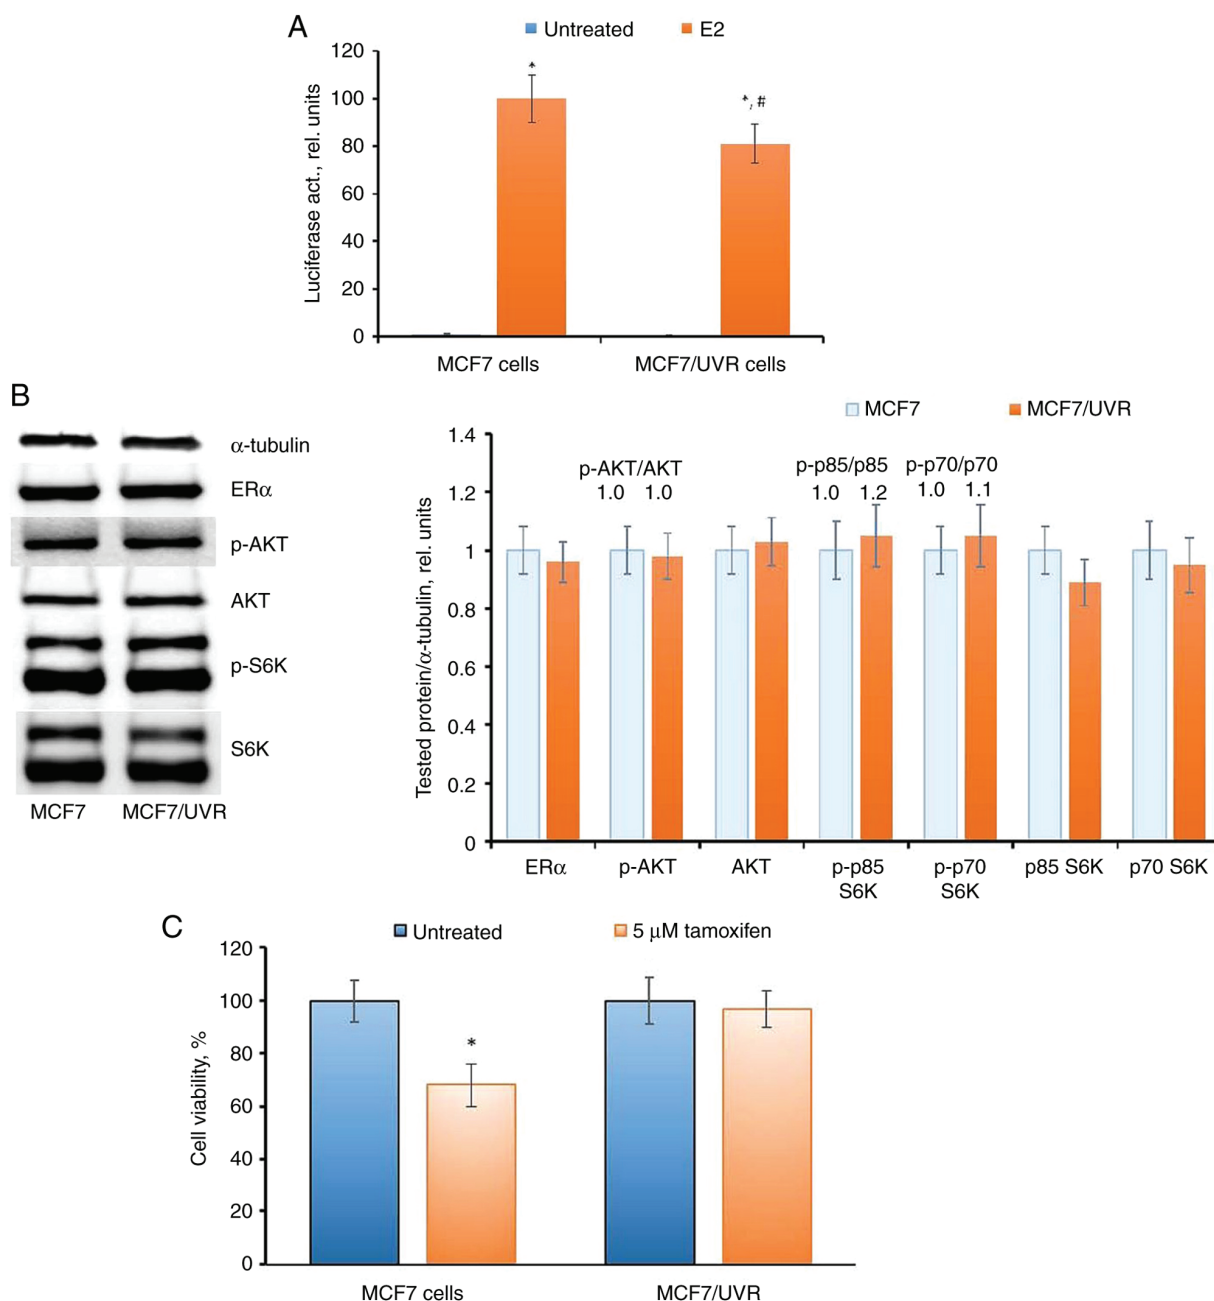 A
Untreated E2
Luciferase act., rel. units
120
100
80
60
40
20
0
*
*, #
MCF7 cells MCF7/UVR cells
B
α-tubulin
ERα
p-AKT
AKT
p-S6K
S6K
MCF7 MCF7/UVR
MCF7 MCF7/UVR
Tested protein/α-tubulin, rel. units
1.4
1.2
1
0.8
0.6
0.4
0.2
0
p-AKT/AKT p-p85/p85 p-p70/p70
1.0 1.0 1.0 1.2 1.0 1.1
ERα p-AKT AKT p-p85 p-p70 p85 S6K p70 S6K
S6K S6K
C
Untreated 5 μM tamoxifen
Cell viability, %
120
100
80
60
40
20
0
*
MCF7 cells MCF7/UVR